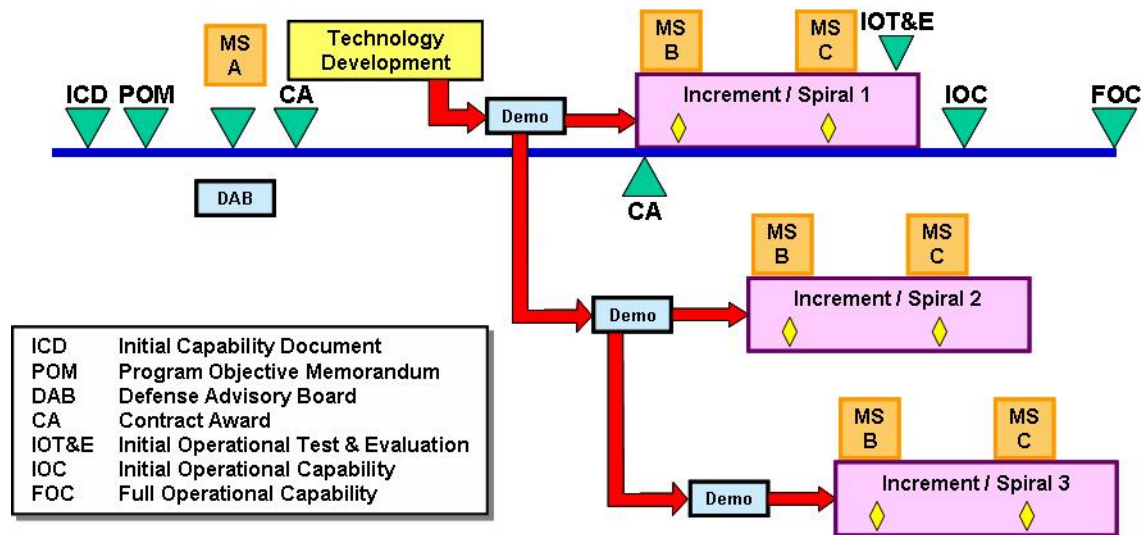 MS
A
Technology
Development
MS
B
MS
C
IOT&E
ICD
POM
CA
Demo
Increment / Spiral 1
IOC
FOC
DAB
CA
MS
B
MS
C
Demo
Increment / Spiral 2
ICD Initial Capability Document
POM Program Objective Memorandum
DAB Defense Advisory Board
CA Contract Award
IOT&E Initial Operational Test & Evaluation
IOC Initial Operational Capability
FOC Full Operational Capability
MS
B
MS
C
Demo
Increment / Spiral 3